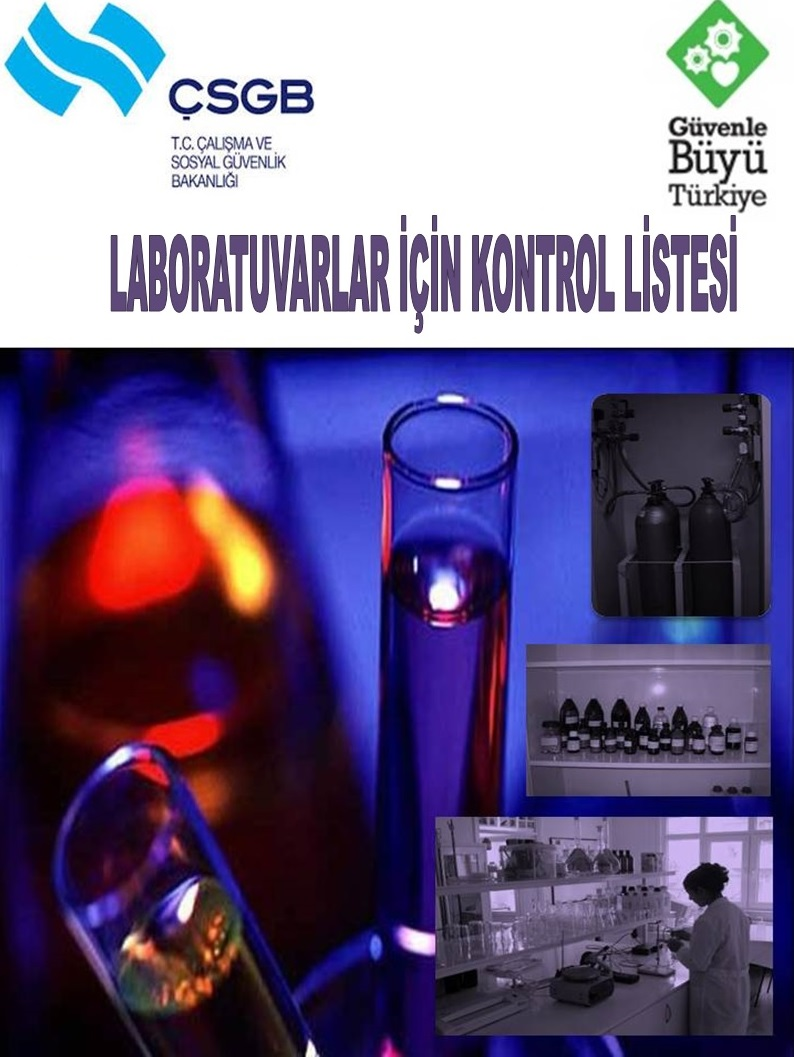 ÇSGB
T.C. ÇALIŞMA VE
SOSYAL GÜVENLİK
BAKANLIĞI
Güvenle
Büyü
Türkiye
LABORATUVARLAR İÇİN KONTROL LİSTESİ